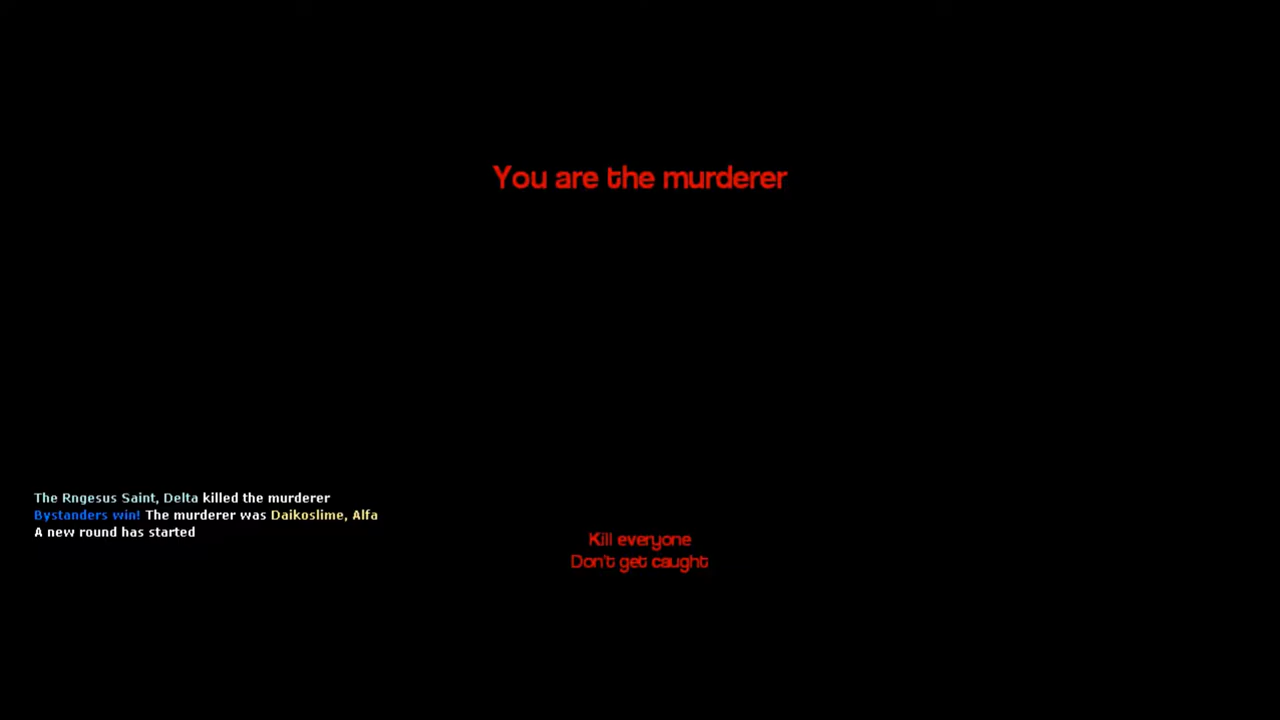 You are the murderer
The Rngesus Saint, Delta killed the murderer
Bystanders win! The murderer was Daikoslime, Alfa
A new round has started
Kill everyone
Don't get caught